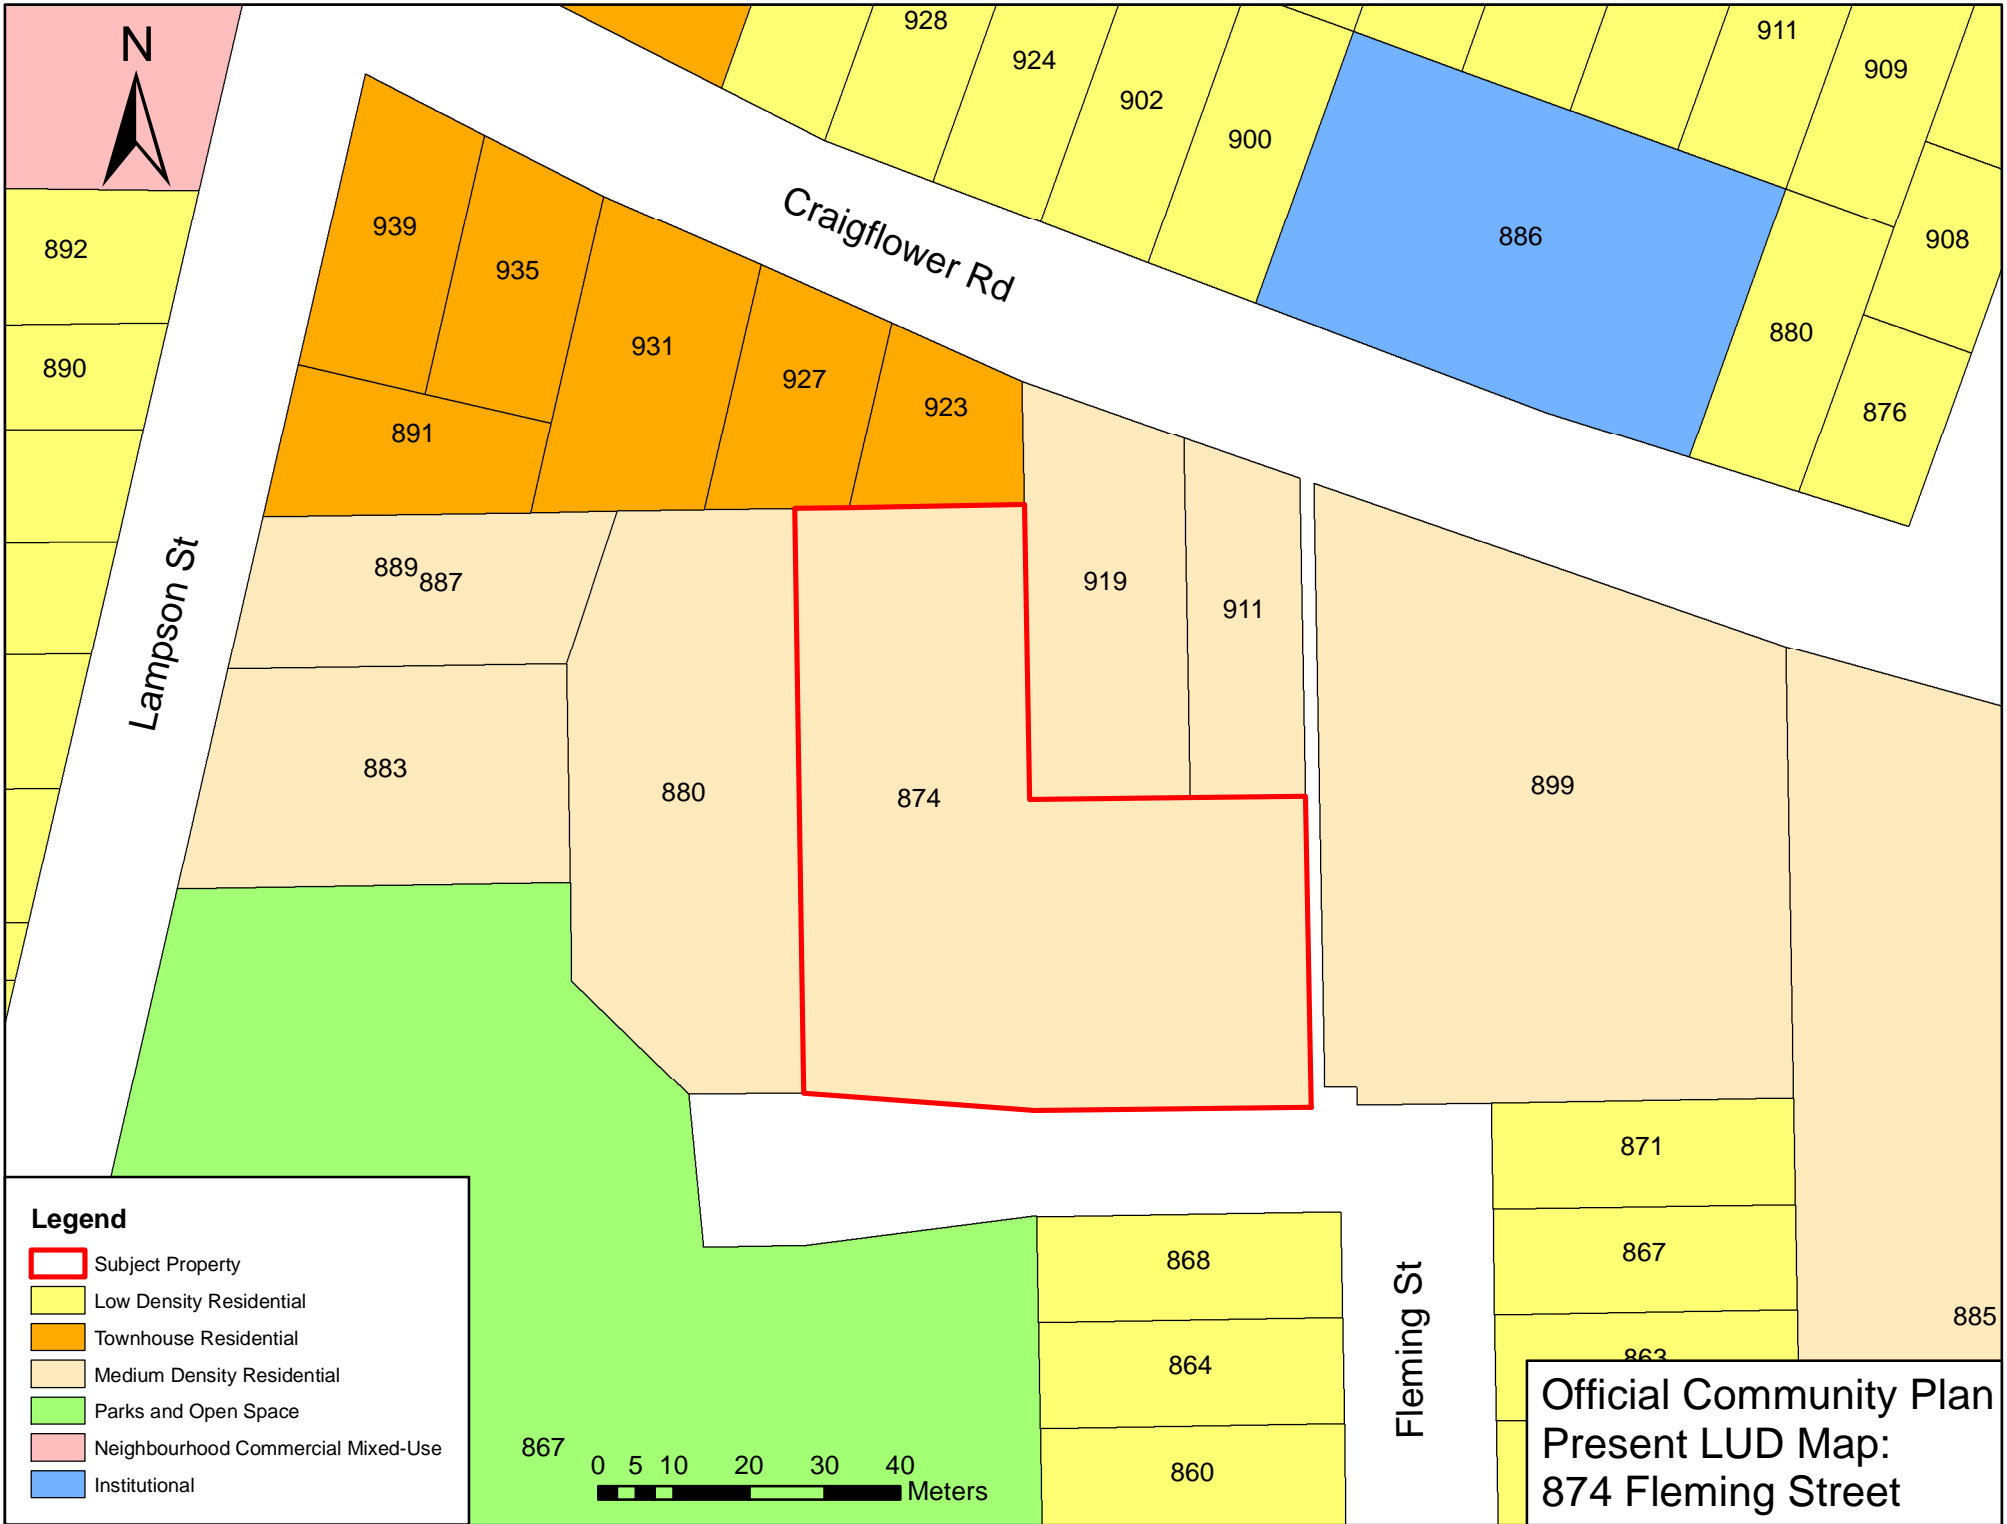 N
928
924
902
900
911
909
908
886
880
876
892
890
939
935
931
927
923
891
Craigflower Rd
Lampson St
889
887
883
880
874
919
911
899
871
867
863
885
868
864
860
Fleming St
867
Legend
Subject Property
Low Density Residential
Townhouse Residential
Medium Density Residential
Parks and Open Space
Neighbourhood Commercial Mixed-Use
Institutional
0 5 10 20 30 40
Meters
Official Community Plan
Present LUD Map:
874 Fleming Street